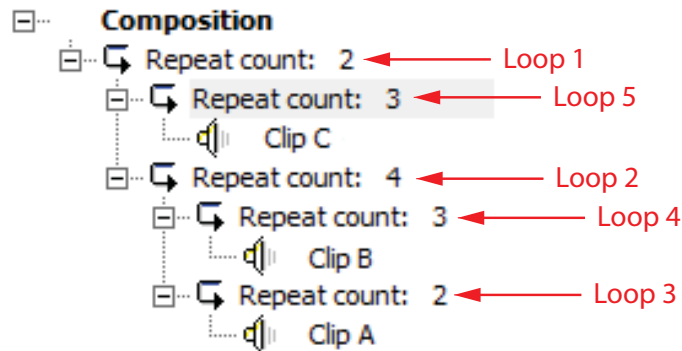 Composition
Repeat count: 2 Loop 1
Repeat count: 3 Loop 5
Clip C
Repeat count: 4 Loop 2
Repeat count: 3 Loop 4
Clip B
Repeat count: 2 Loop 3
Clip A